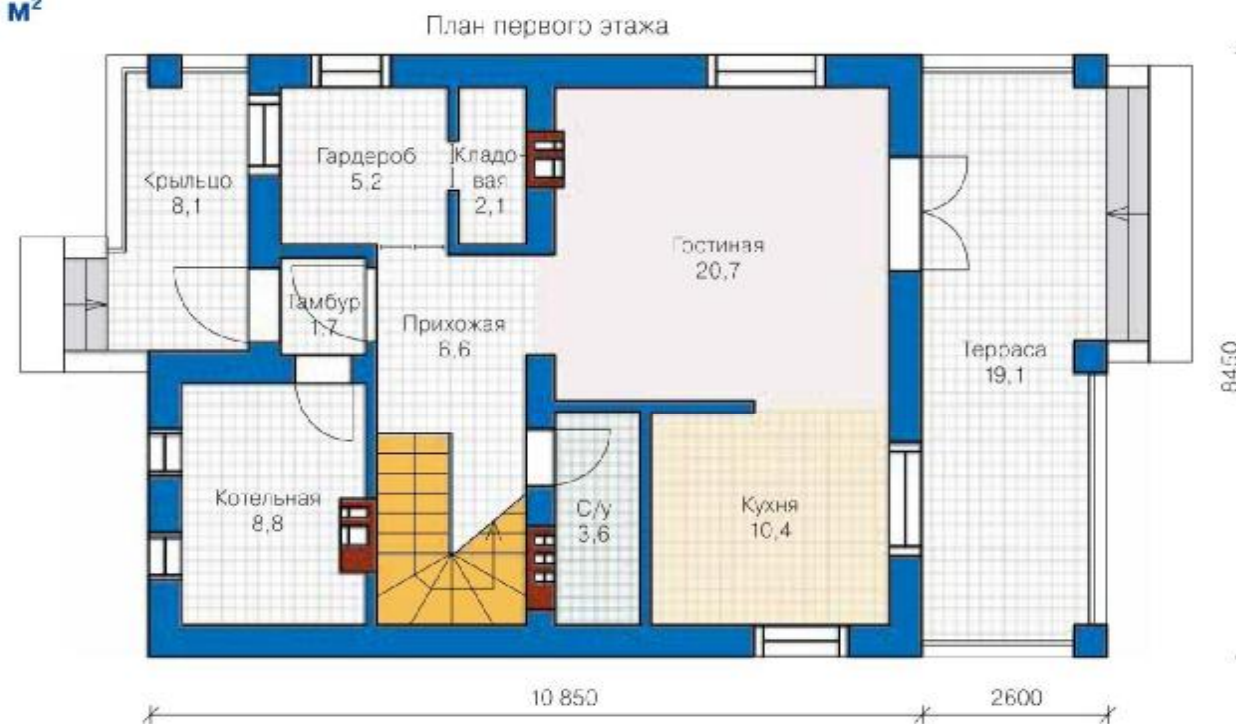 м²
План первого этажа
Крыльцо
8,1
Гардероб
5,2
Кладо-
вая
2,1
Гостиная
20,7
Тамбур
1,7
Прихожая
6,6
Терраса
19,1
8450
Котельная
8,8
С/у
3,6
Кухня
10,4
10 850
2600